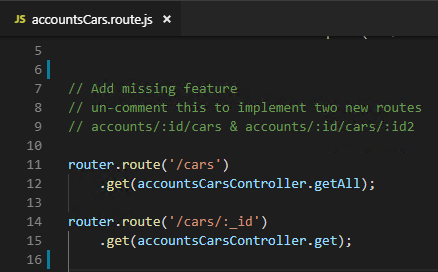 JS accountsCars.route.js ×
5
6
7 // Add missing feature
8 // un-comment this to implement two new routes
9 // accounts/:id/cars & accounts/:id/cars/:id2
10
11 router.route('/cars')
12 .get(accountsCarsController.getAll);
13
14 router.route('/cars/:_id')
15 .get(accountsCarsController.get);
16